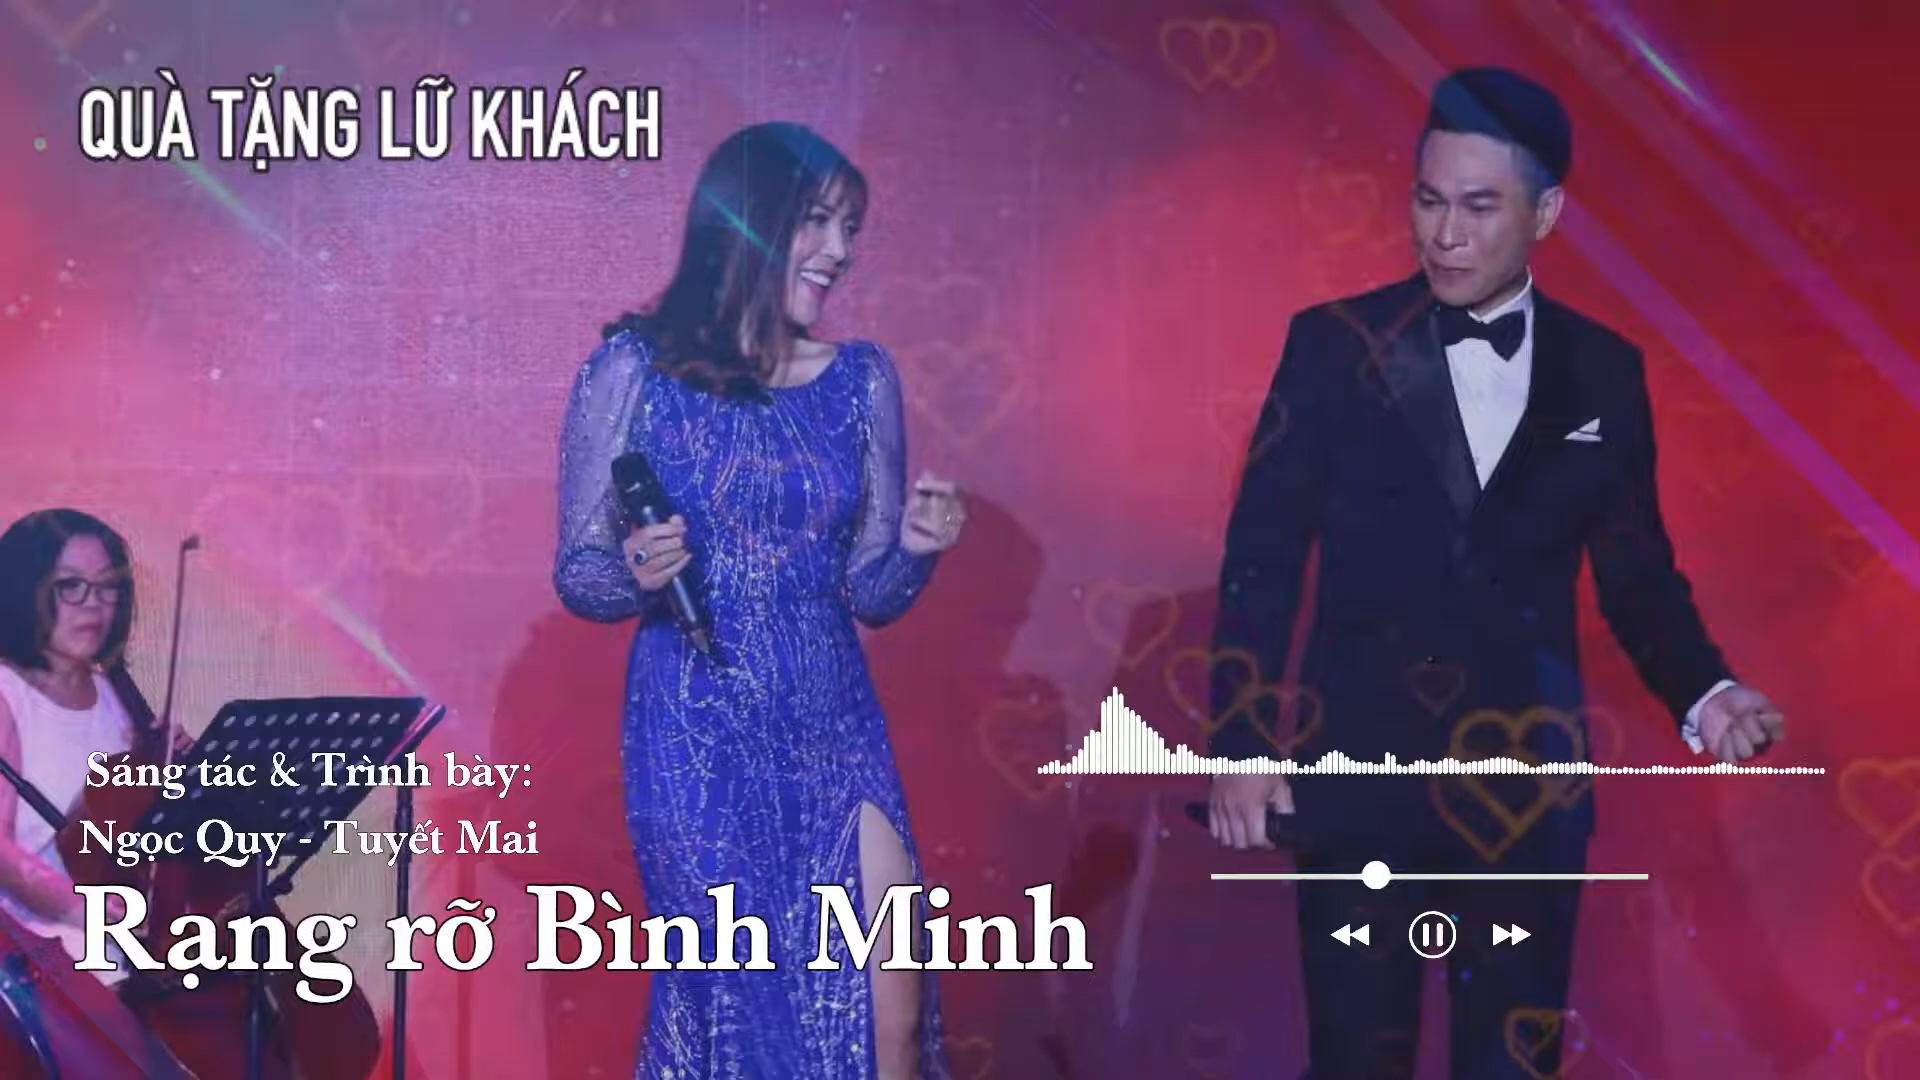 QUÀ TẶNG LỮ KHÁCH
Sáng tác & Trình bày:
Ngọc Quy - Tuyết Mai
Rạng rỡ Bình Minh